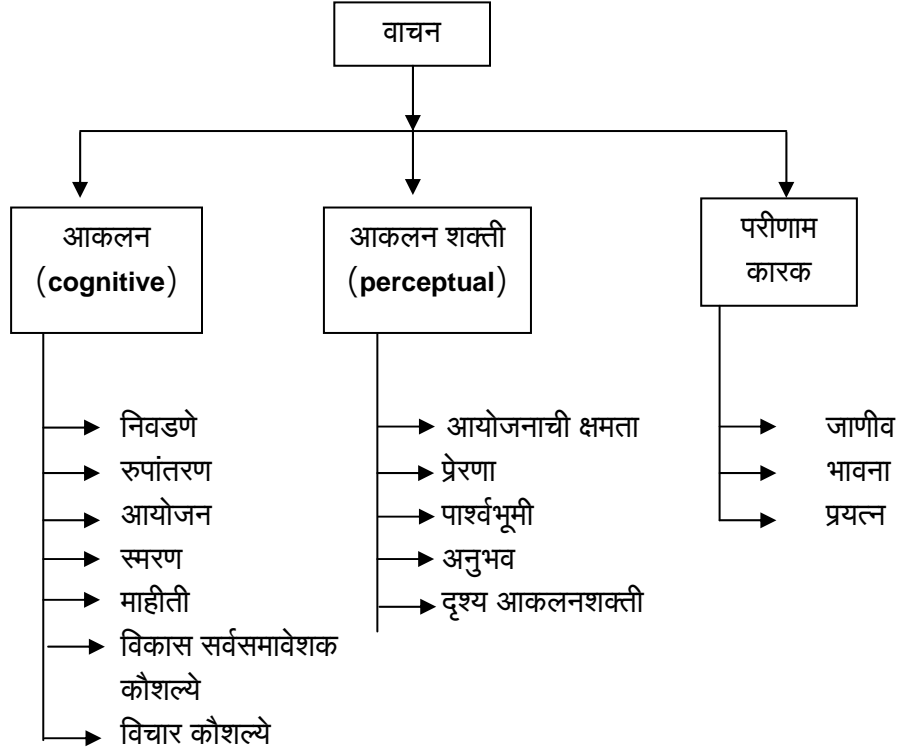 वाचन
आकलन
(cognitive)
निवडणे
रुपांतरण
आयोजन
स्मरण
माहीती
विकास सर्वसमावेशक
कौशल्ये
विचार कौशल्ये
आकलन शक्ती
(perceptual)
आयोजनाची क्षमता
प्रेरणा
पार्श्वभूमी
अनुभव
दृश्य आकलनशक्ती
परीणाम
कारक
जाणीव
भावना
प्रयत्न